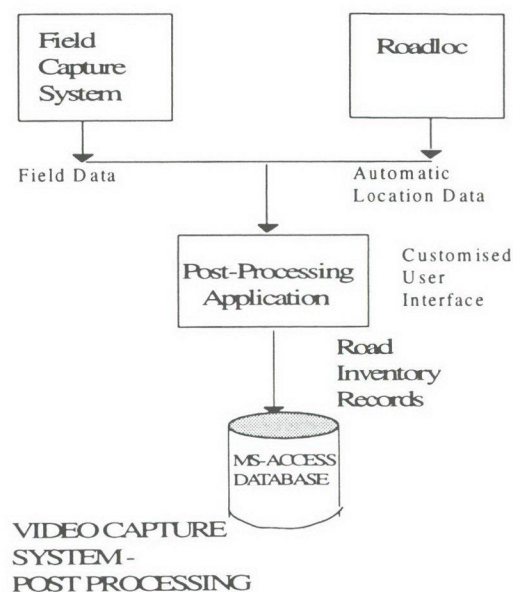 Field
Capture
System
Roadloc
Field Data
Automatic
Location Data
Post-Processing
Application
Customised
User
Interface
Road
Inventory
Records
MS-ACCESS
DATABASE
VIDEO CAPTURE
SYSTEM -
POST PROCESSING